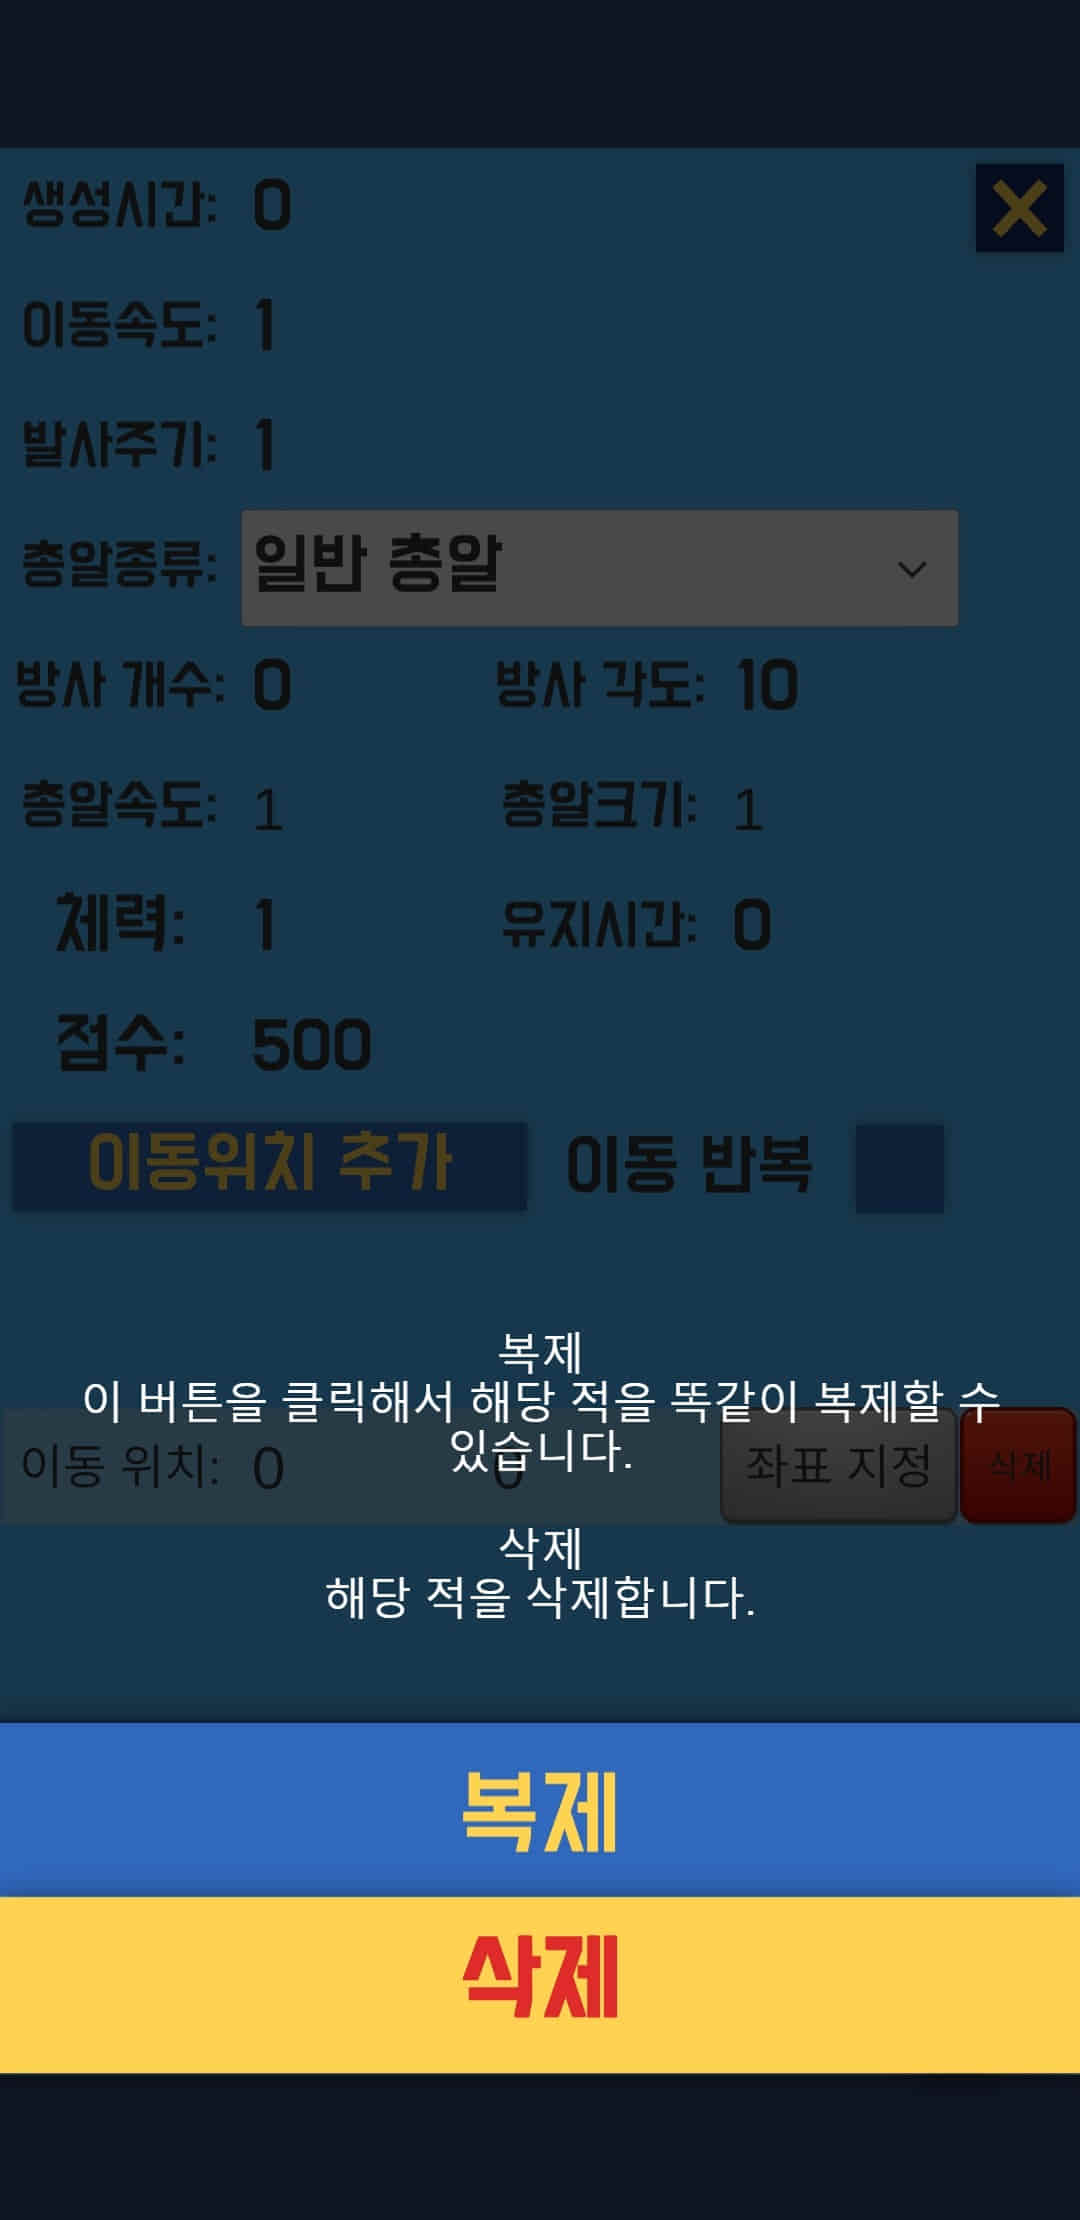 생성시간: 0
이동속도: 1
발사주기: 1
총알종류: 일반 총알
방사 개수: 0 방사 각도: 10
총알속도: 1 총알크기: 1
체력: 1 유지시간: 0
점수: 500
이동위치 추가 이동 반복
복제
이 버튼을 클릭해서 해당 적을 똑같이 복제할 수
있습니다.
이동 위치: 0 0 좌표 지정 삭제
삭제
해당 적을 삭제합니다.
복제
삭제